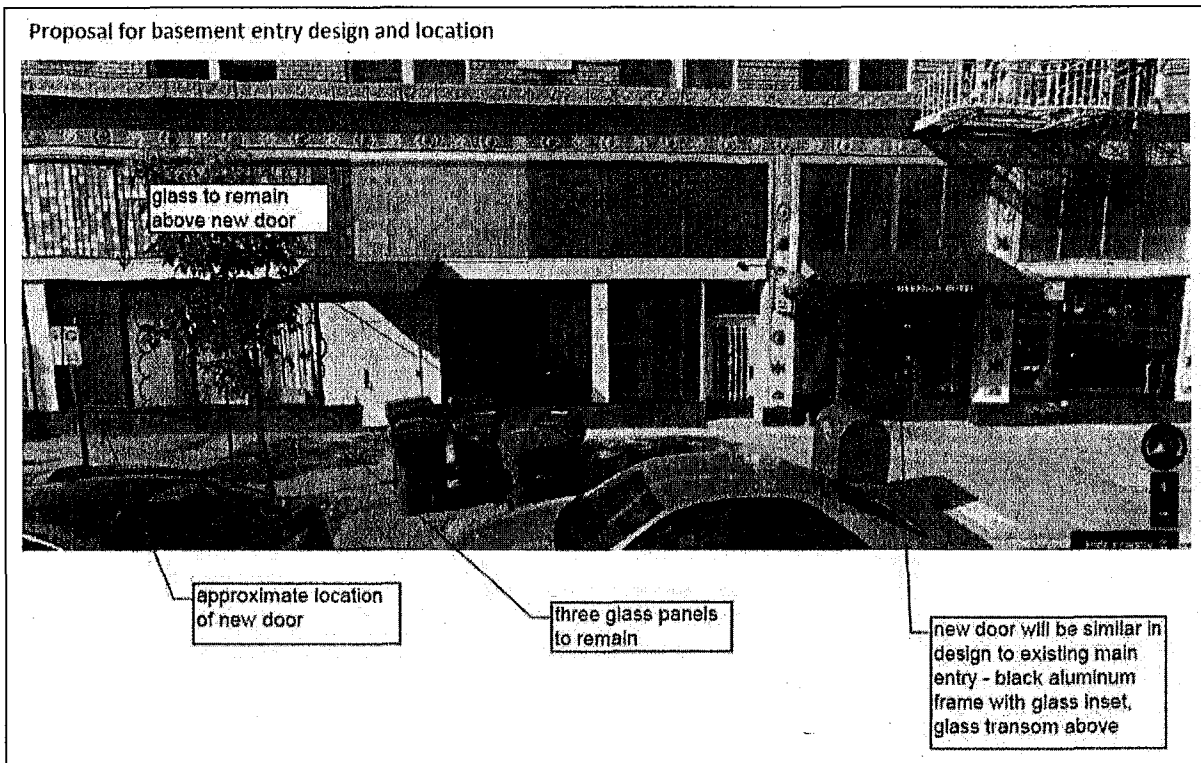 Proposal for basement entry design and location
glass to remain
above new door
approximate location
of new door
three glass panels
to remain
new door will be similar in
design to existing main
entry - black aluminum
frame with glass inset,
glass transom above